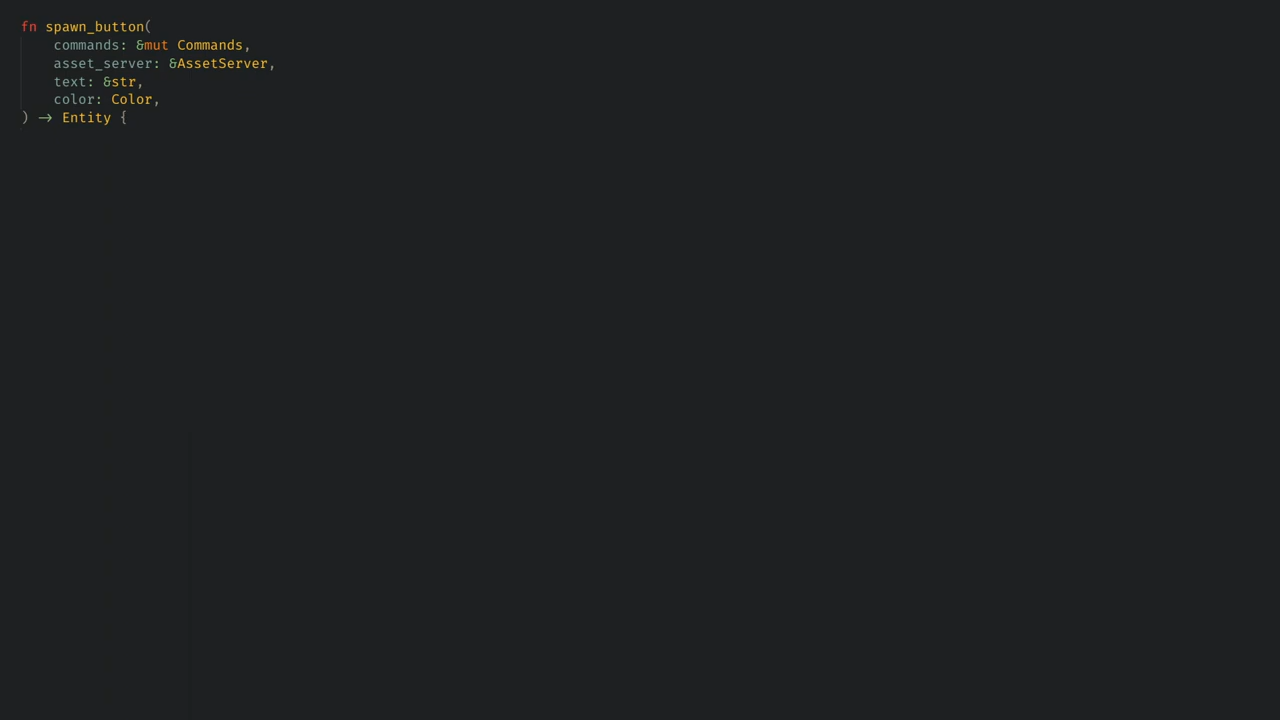 fn spawn_button(
    commands: &mut Commands,
    asset_server: &AssetServer,
    text: &str,
    color: Color,
) -> Entity {